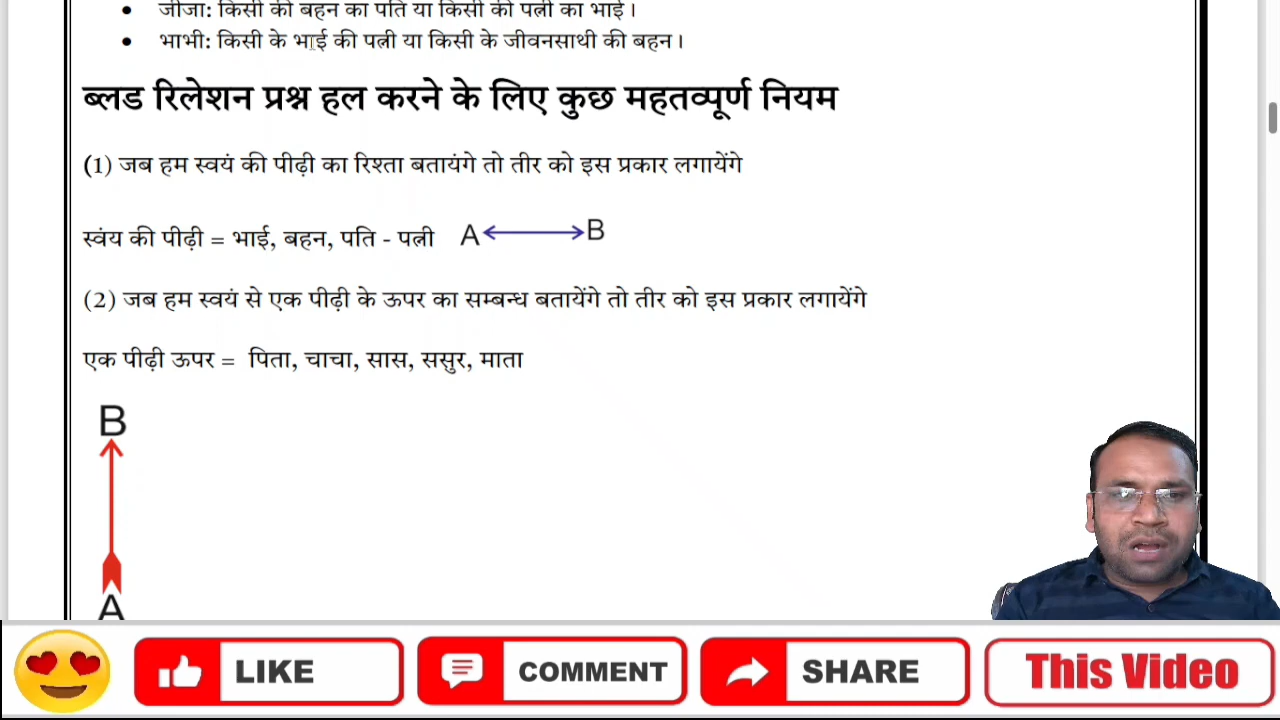 • जीजा: किसी की बहन का पति या किसी की पत्नी का भाई।
• भाभी: किसी के भाई की पत्नी या किसी के जीवनसाथी की बहन।
ब्लड रिलेशन प्रश्न हल करने के लिए कुछ महतव्पूर्ण नियम
(1) जब हम स्वयं की पीढ़ी का रिश्ता बतायंगे तो तीर को इस प्रकार लगायेंगे
स्वंय की पीढ़ी = भाई, बहन, पति - पत्नी A B
(2) जब हम स्वयं से एक पीढ़ी के ऊपर का सम्बन्ध बतायेंगे तो तीर को इस प्रकार लगायेंगे
एक पीढ़ी ऊपर = पिता, चाचा, सास, ससुर, माता
B
A
LIKE COMMENT SHARE This Video